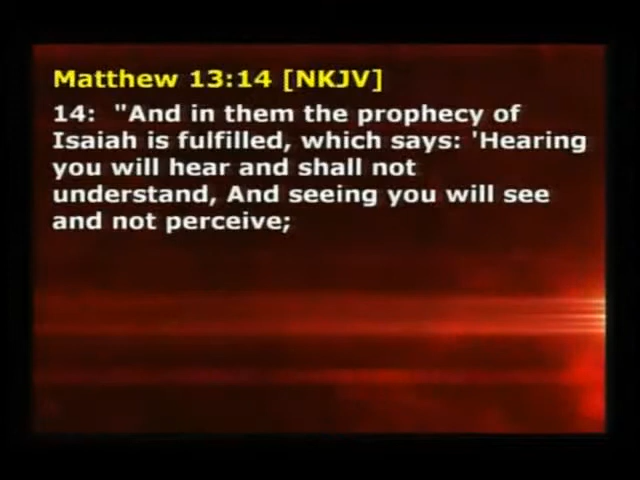 Matthew 13:14 [NKJV]
14:  "And in them the prophecy of
Isaiah is fulfilled, which says: 'Hearing
you will hear and shall not
understand, And seeing you will see
and not perceive;